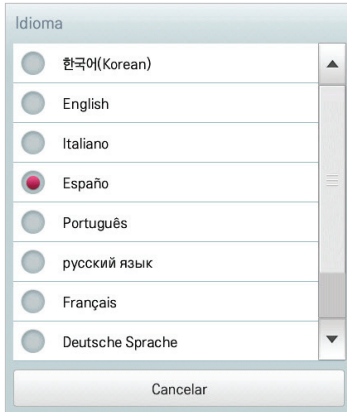 Idioma
한국어(Korean)
English
Italiano
Españo
Português
русский язык
Français
Deutsche Sprache
Cancelar